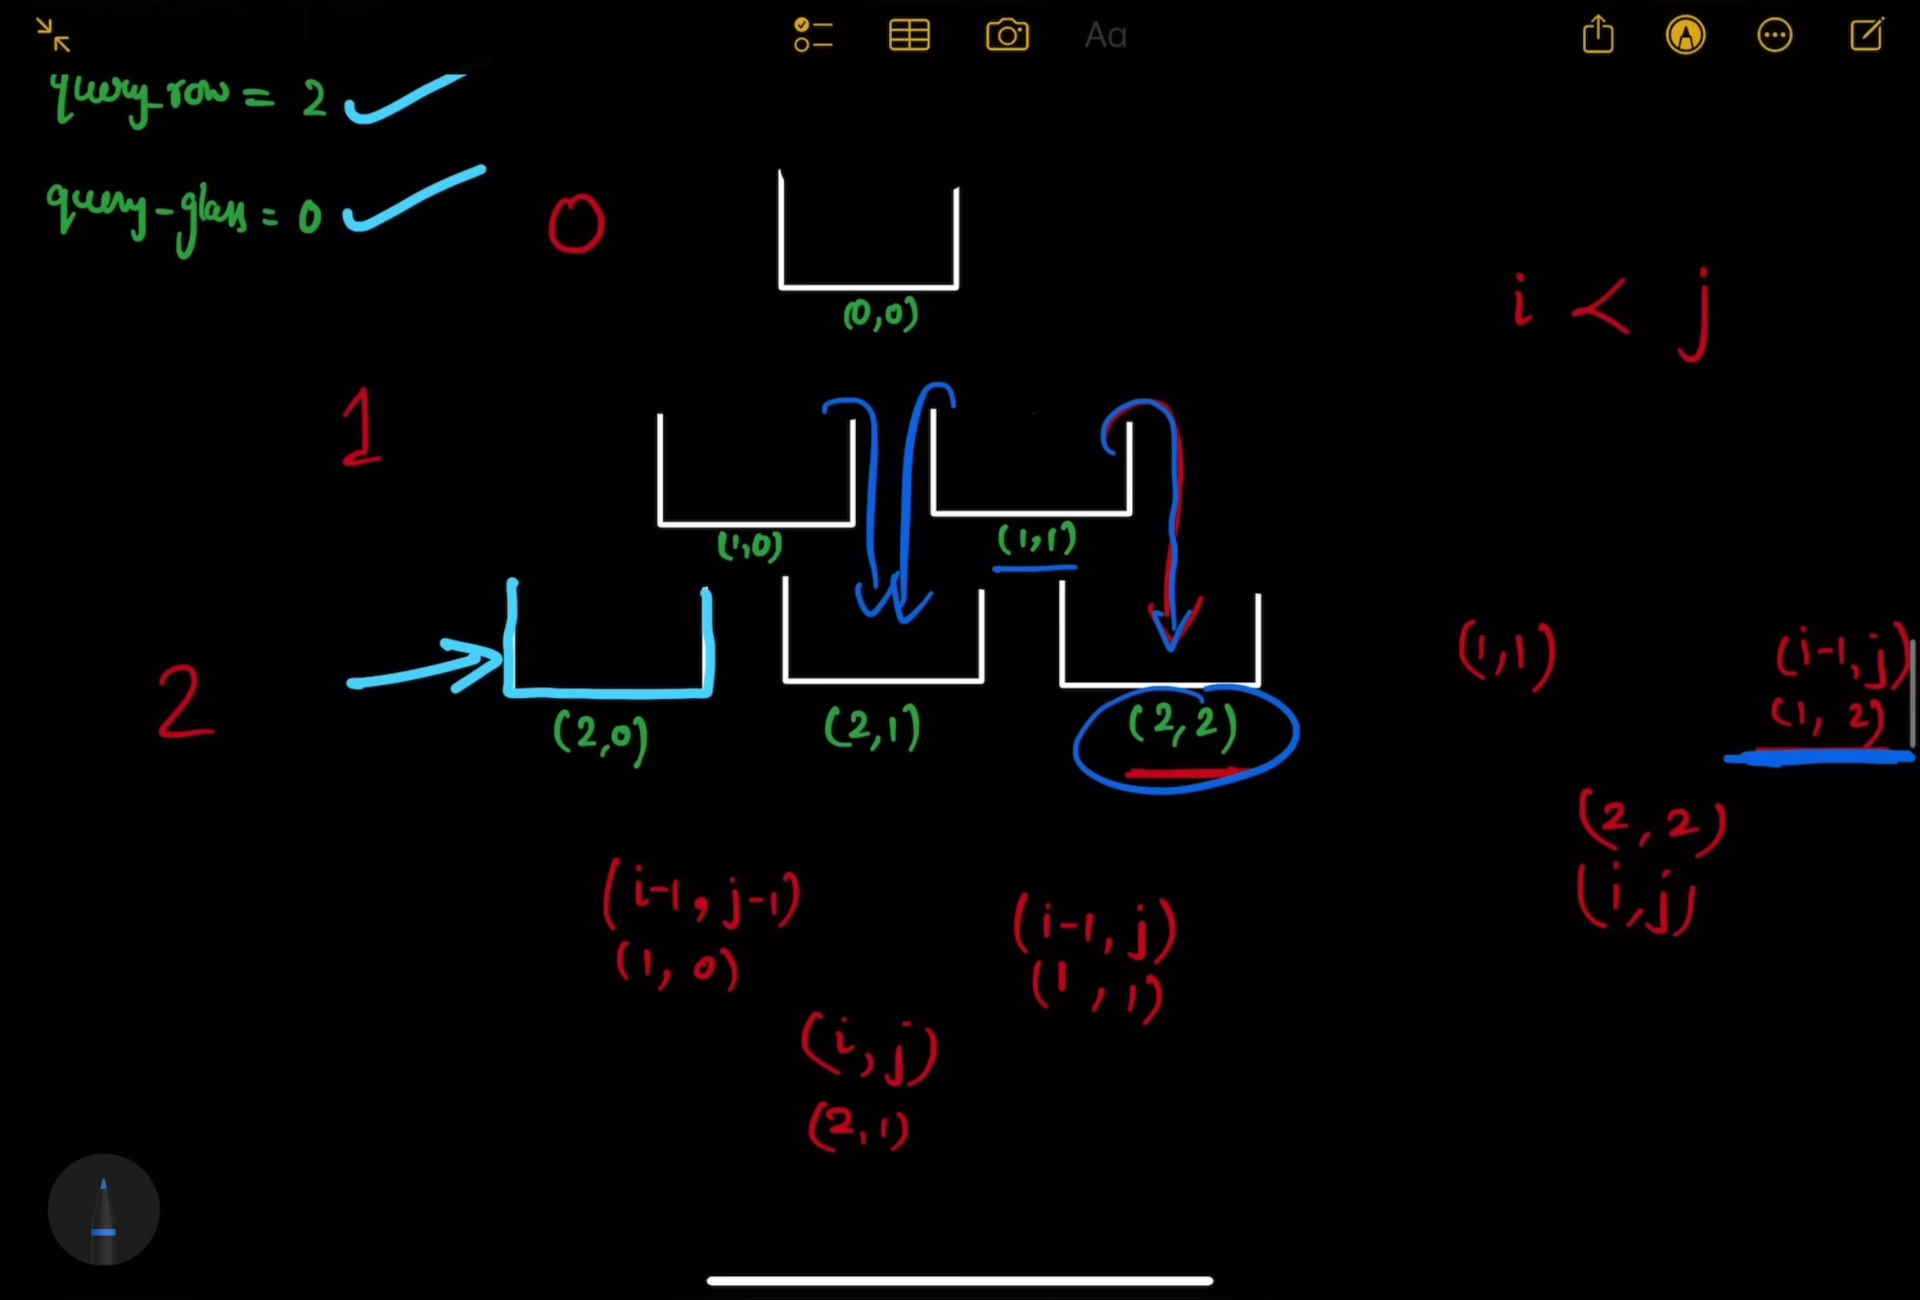 Aa
query_row = 2
query-glass = 0
0
(0,0)
i < j
1
(1,0)
(1,1)
2
(2,0)
(2,1)
(2,2)
(1,1)
(i-1,j)
(1, 2)
(2,2)
(i,j)
(i-1, j-1)
(1, 0)
(i-1, j)
(1, 1)
(i,j)
(2,1)